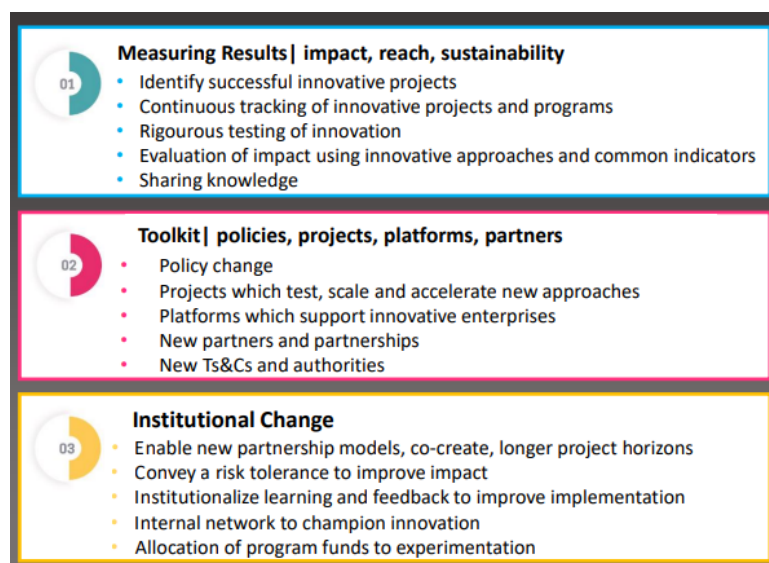 01
Measuring Results| impact, reach, sustainability
• Identify successful innovative projects
• Continuous tracking of innovative projects and programs
• Rigourous testing of innovation
• Evaluation of impact using innovative approaches and common indicators
• Sharing knowledge
02
Toolkit| policies, projects, platforms, partners
• Policy change
• Projects which test, scale and accelerate new approaches
• Platforms which support innovative enterprises
• New partners and partnerships
• New Ts&Cs and authorities
03
Institutional Change
• Enable new partnership models, co-create, longer project horizons
• Convey a risk tolerance to improve impact
• Institutionalize learning and feedback to improve implementation
• Internal network to champion innovation
• Allocation of program funds to experimentation